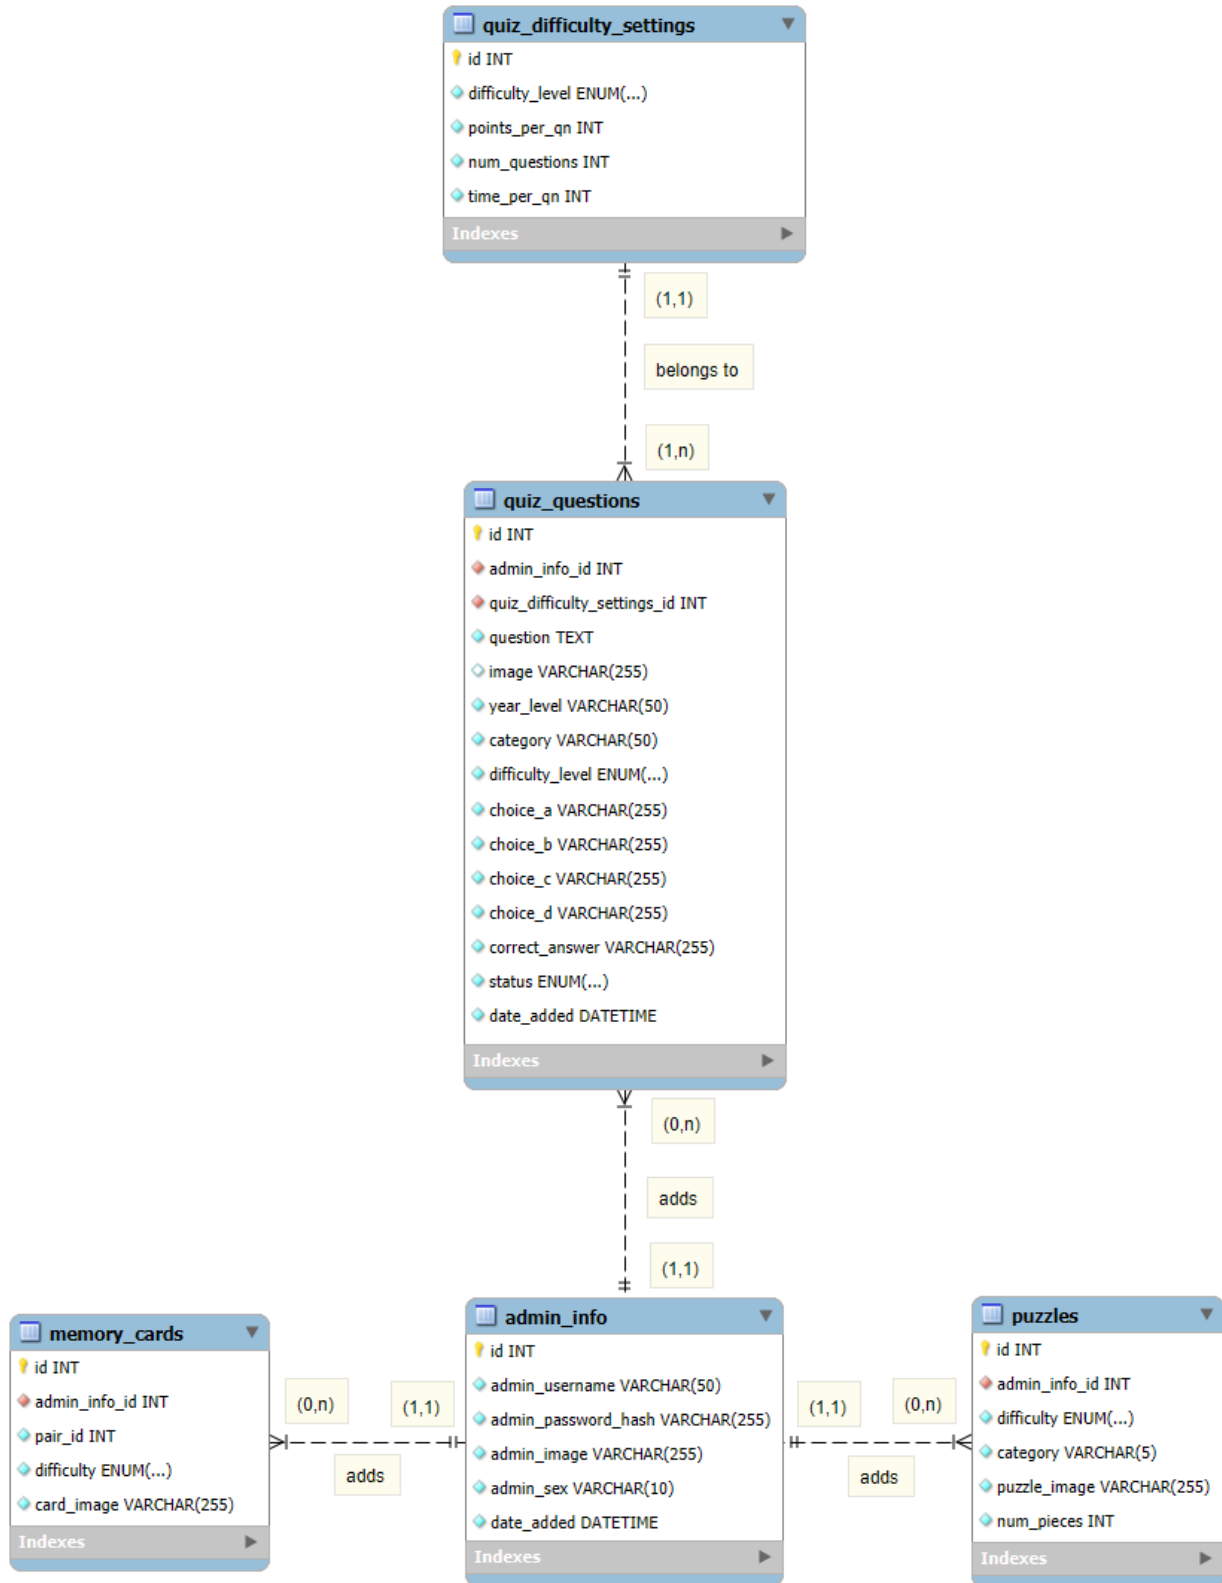 quiz_difficulty_settings
id INT
difficulty_level ENUM(...)
points_per_qn INT
num_questions INT
time_per_qn INT
Indexes
(1,1)
belongs to
(1,n)
quiz_questions
id INT
admin_info_id INT
quiz_difficulty_settings_id INT
question TEXT
image VARCHAR(255)
year_level VARCHAR(50)
category VARCHAR(50)
difficulty_level ENUM(...)
choice_a VARCHAR(255)
choice_b VARCHAR(255)
choice_c VARCHAR(255)
choice_d VARCHAR(255)
correct_answer VARCHAR(255)
status ENUM(...)
date_added DATETIME
Indexes
(0,n)
adds
(1,1)
memory_cards
id INT
admin_info_id INT
pair_id INT
difficulty ENUM(...)
card_image VARCHAR(255)
Indexes
(0,n)
(1,1)
adds
admin_info
id INT
admin_username VARCHAR(50)
admin_password_hash VARCHAR(255)
admin_image VARCHAR(255)
admin_sex VARCHAR(10)
date_added DATETIME
Indexes
(1,1)
(0,n)
adds
puzzles
id INT
admin_info_id INT
difficulty ENUM(...)
category VARCHAR(5)
puzzle_image VARCHAR(255)
num_pieces INT
Indexes